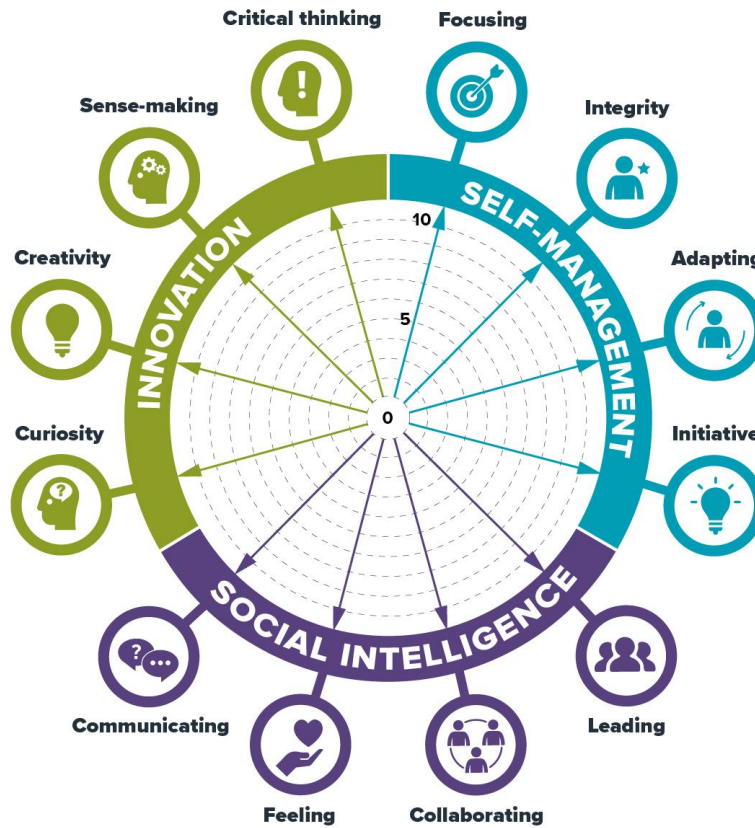 Critical thinking
Focusing
Sense-making
Integrity
Creativity
Adapting
Curiosity
Initiative
INNOVATION
SELF-MANAGEMENT
SOCIAL INTELLIGENCE
10
5
0
!
?
?
Communicating
Leading
Feeling
Collaborating